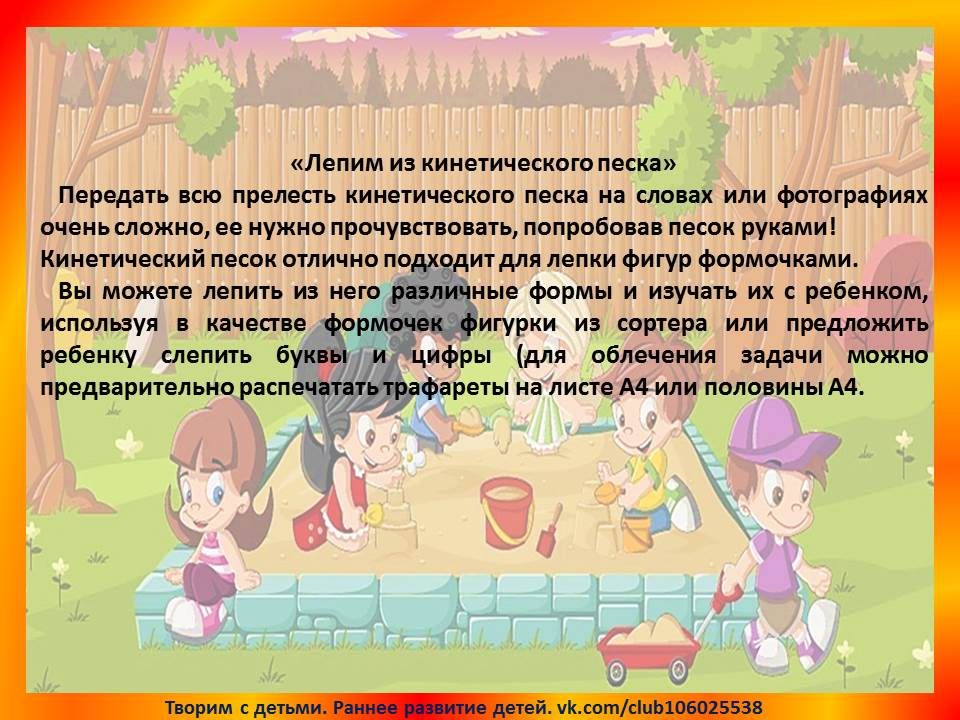 «Лепим из кинетического песка»
Передать всю прелесть кинетического песка на словах или фотографиях
очень сложно, ее нужно прочувствовать, попробовав песок руками!
Кинетический песок отлично подходит для лепки фигур формочками.
Вы можете лепить из него различные формы и изучать их с ребенком,
используя в качестве формочек фигурки из сортера или предложить
ребенку слепить буквы и цифры (для облечения задачи можно
предварительно распечатать трафареты на листе А4 или половины А4.
Творим с детьми. Раннее развитие детей. vk.com/club106025538